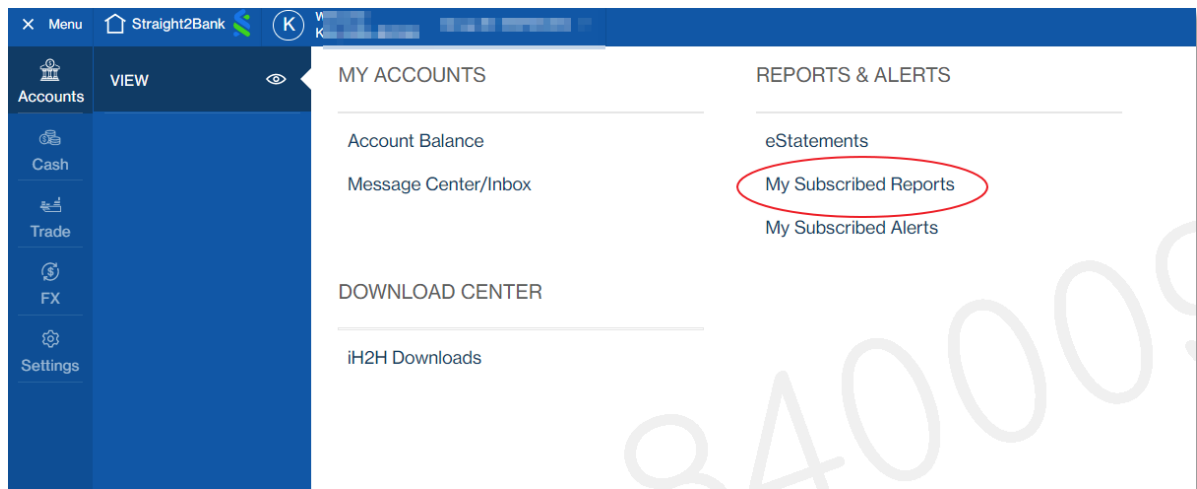 Menu
Straight2Bank
K
Accounts
Cash
Trade
FX
Settings
VIEW
MY ACCOUNTS
Account Balance
Message Center/Inbox
DOWNLOAD CENTER
iH2H Downloads
REPORTS & ALERTS
eStatements
My Subscribed Reports
My Subscribed Alerts